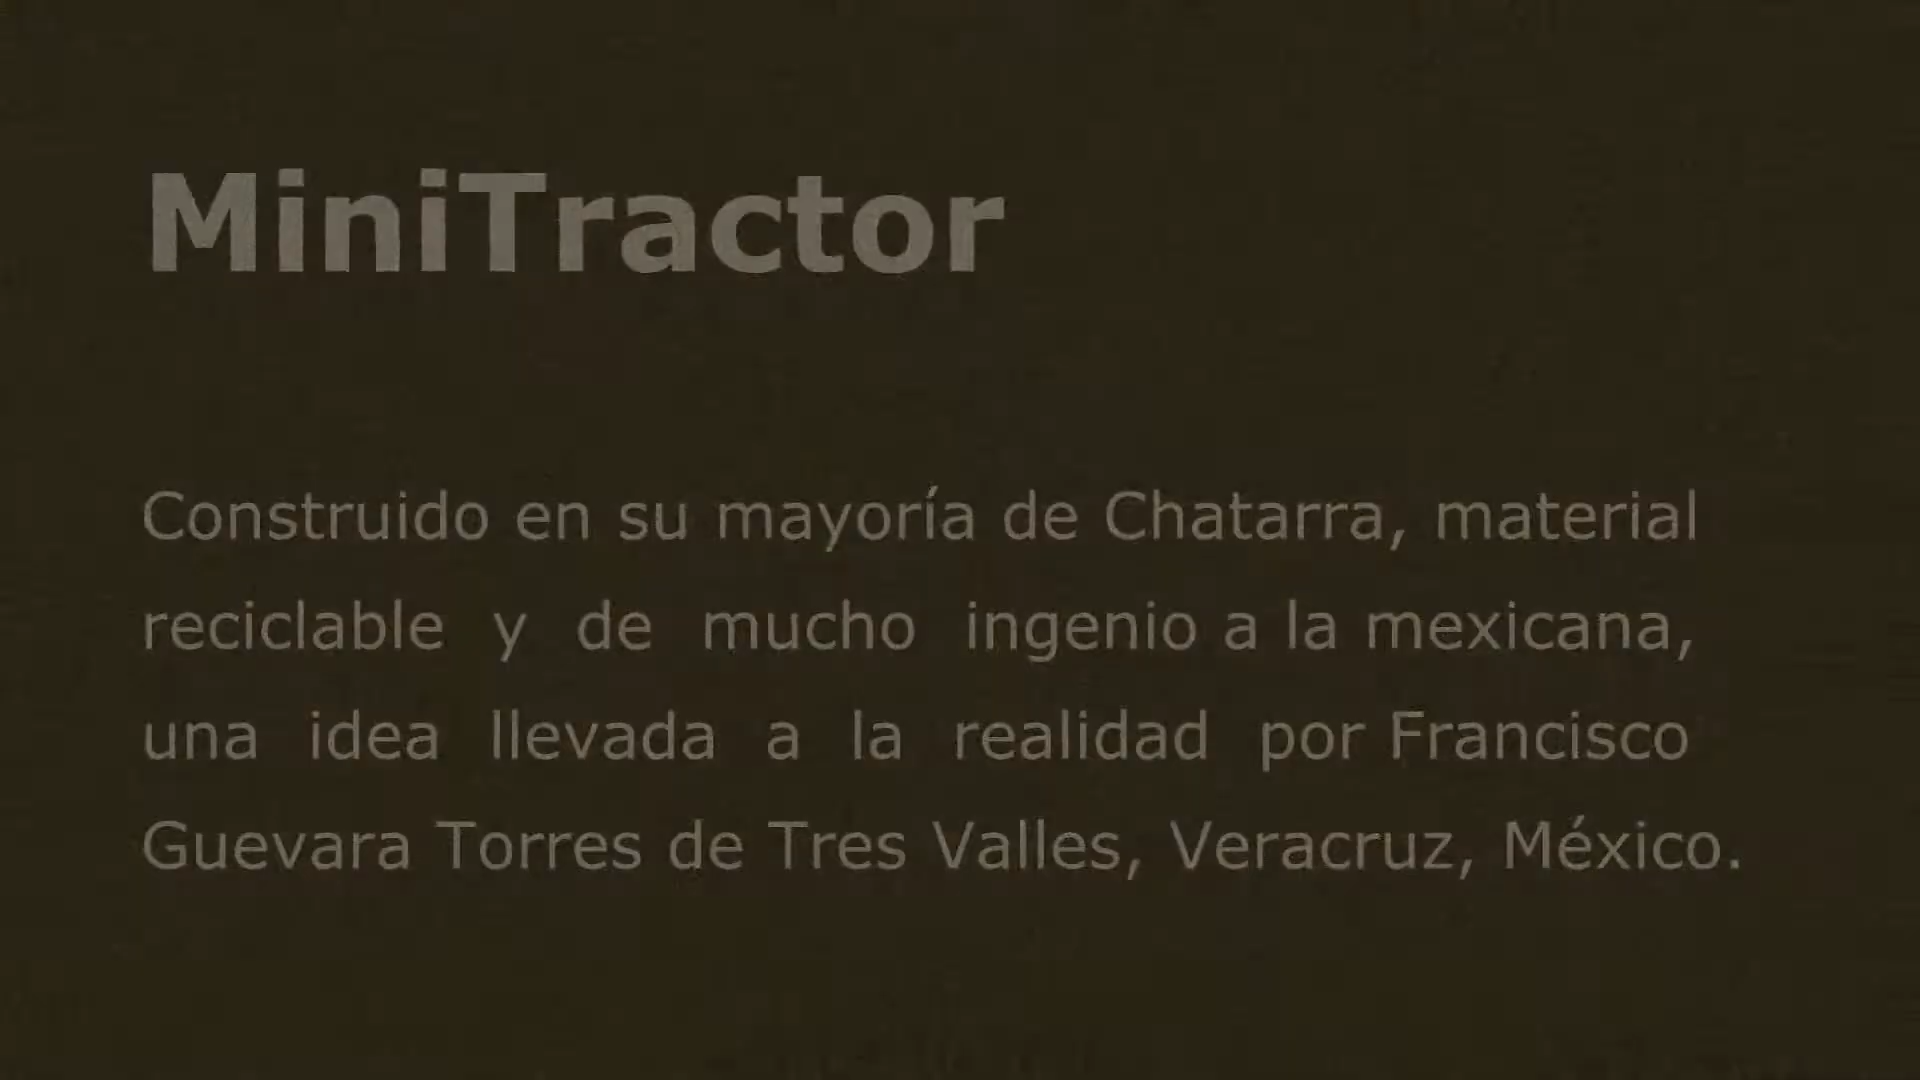 MiniTractor
Construido en su mayoría de Chatarra, material
reciclable y de mucho ingenio a la mexicana,
una idea llevada a la realidad por Francisco
Guevara Torres de Tres Valles, Veracruz, México.